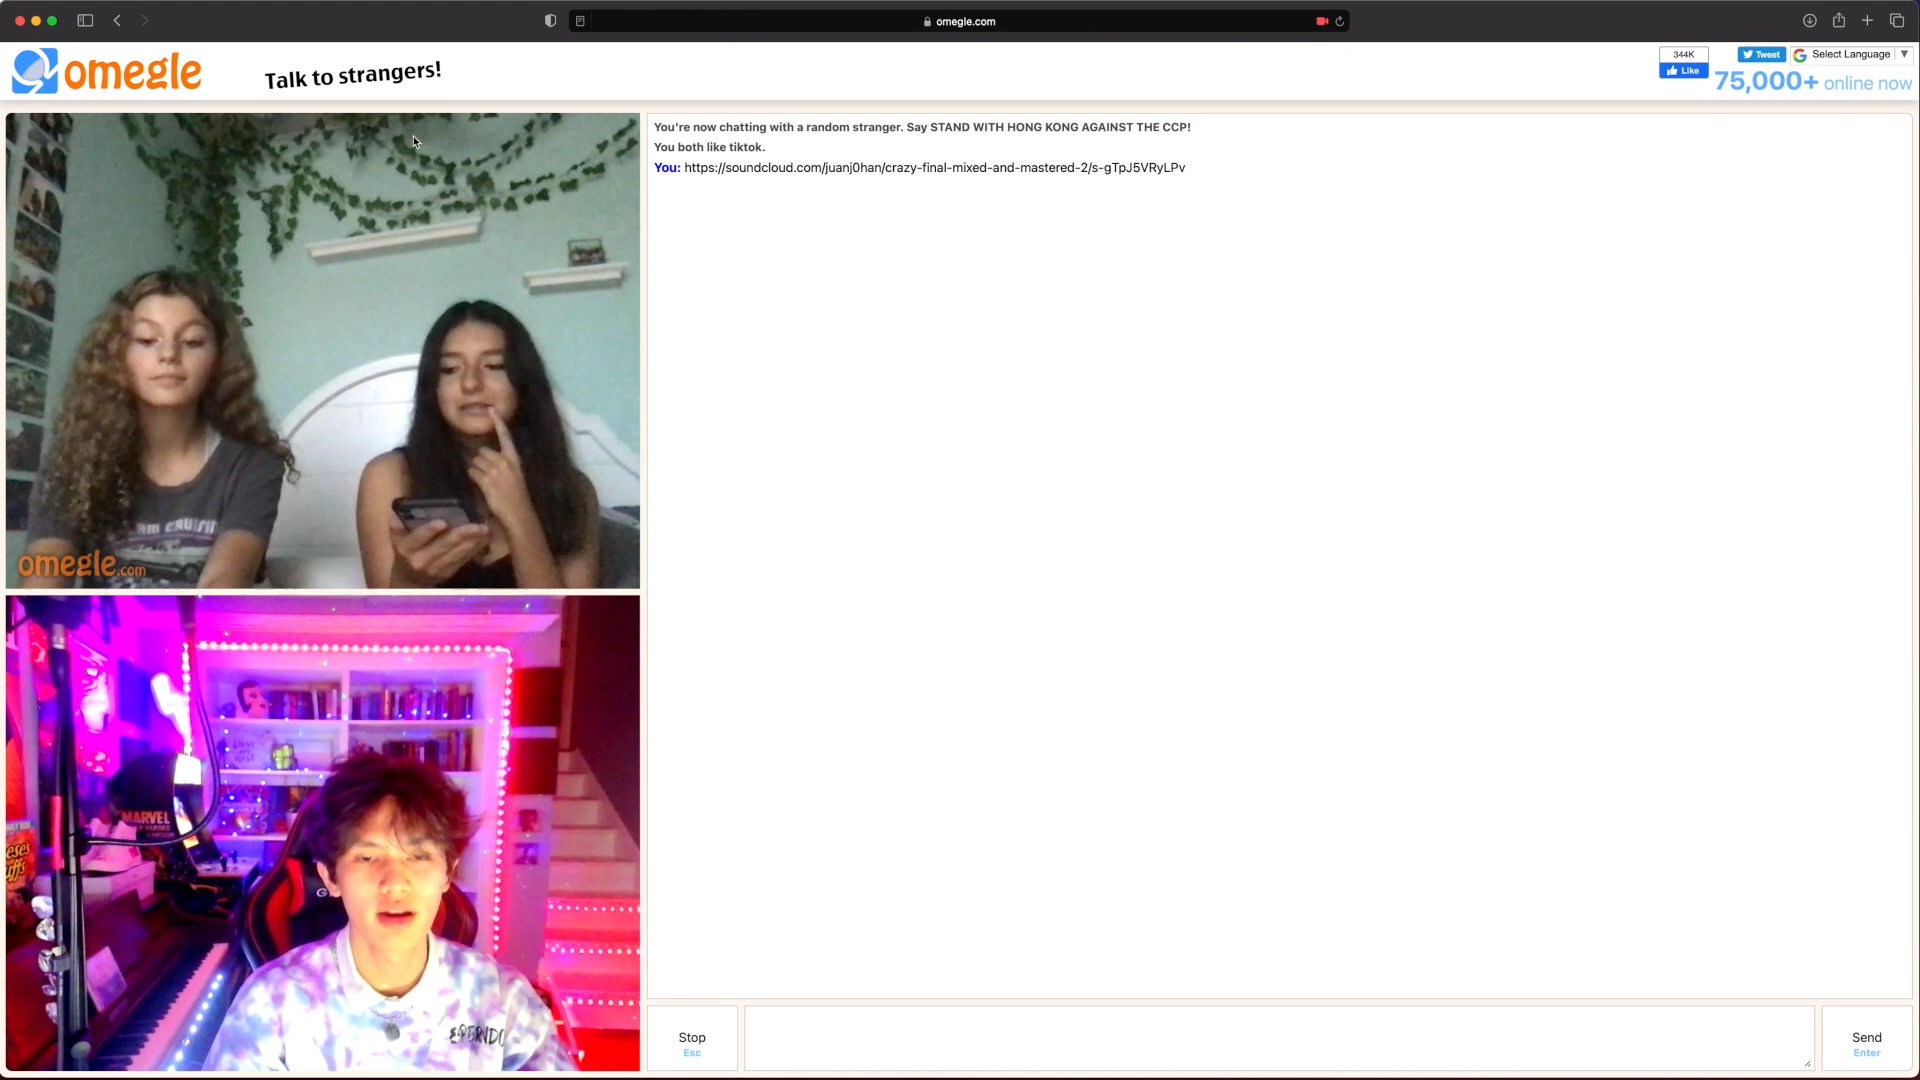 omegle.com
omegle
Talk to strangers!
344K
Like
Tweet
Select Language
75,000+ online now
You're now chatting with a random stranger. Say STAND WITH HONG KONG AGAINST THE CCP!
You both like tiktok.
You: https://soundcloud.com/juanj0han/crazy-final-mixed-and-mastered-2/s-gTpJ5VRyLPv
omegle.com
MARVEL
Stop
Esc
Send
Enter